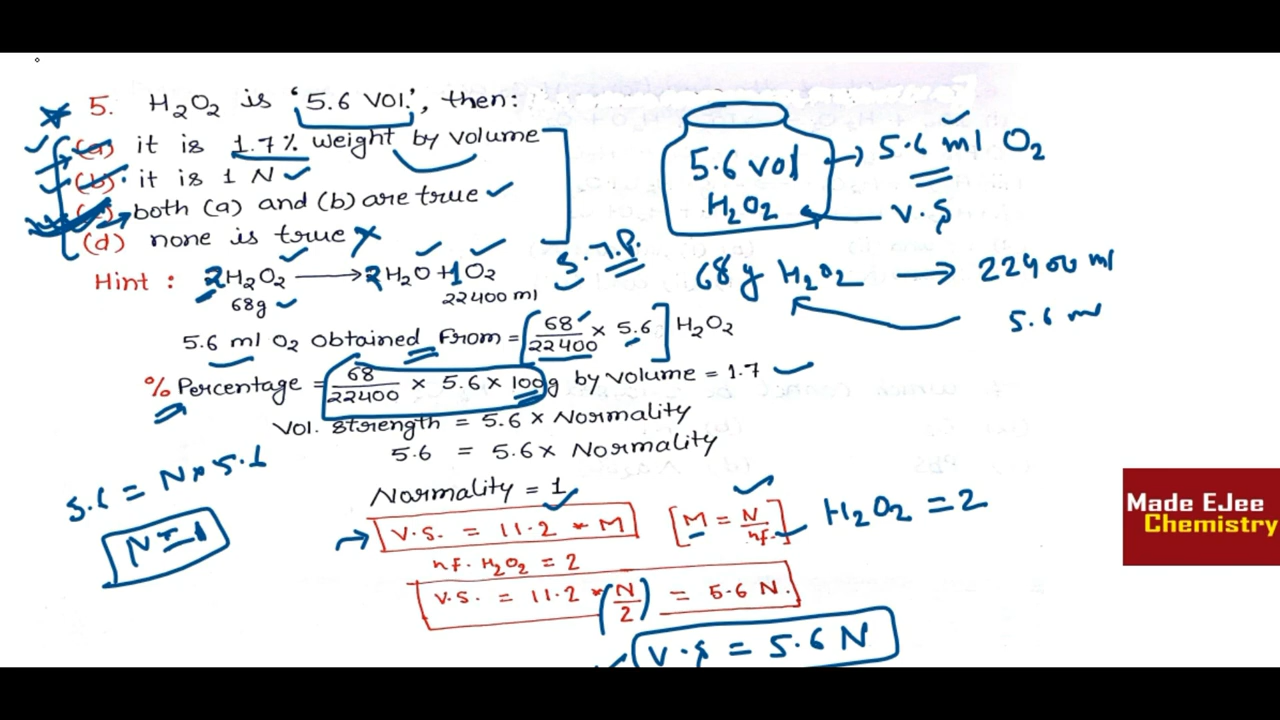 5. H₂O₂ is '5.6 Vol.', then:
(a) it is 1.7% weight by volume
(b) it is 1 N
both (a) and (b) are true
(d) none is true
Hint : 2H₂O₂ → 2H₂O + 1O₂
68g 22400 ml
5.6 ml O₂ obtained From = [68/22400 × 5.6] H₂O₂
% Percentage = 68/22400 × 5.6 × 100g by volume = 1.7
Vol. Strength = 5.6 × Normality
5.6 = 5.6 × Normality
Normality = 1
V.S. = 11.2 * M [M = N/nf.] H₂O₂ = 2
nf. H₂O₂ = 2
V.S. = 11.2 * (N/2) = 5.6 N.
V.S = 5.6 N
5.6 vol
H₂O₂
→ 5.6 ml O₂
V.S
S.T.P.
68 g H₂O₂ → 22400 ml
5.6 ml
5.6 = N × 5.6
N = 1
Made EJee
Chemistry